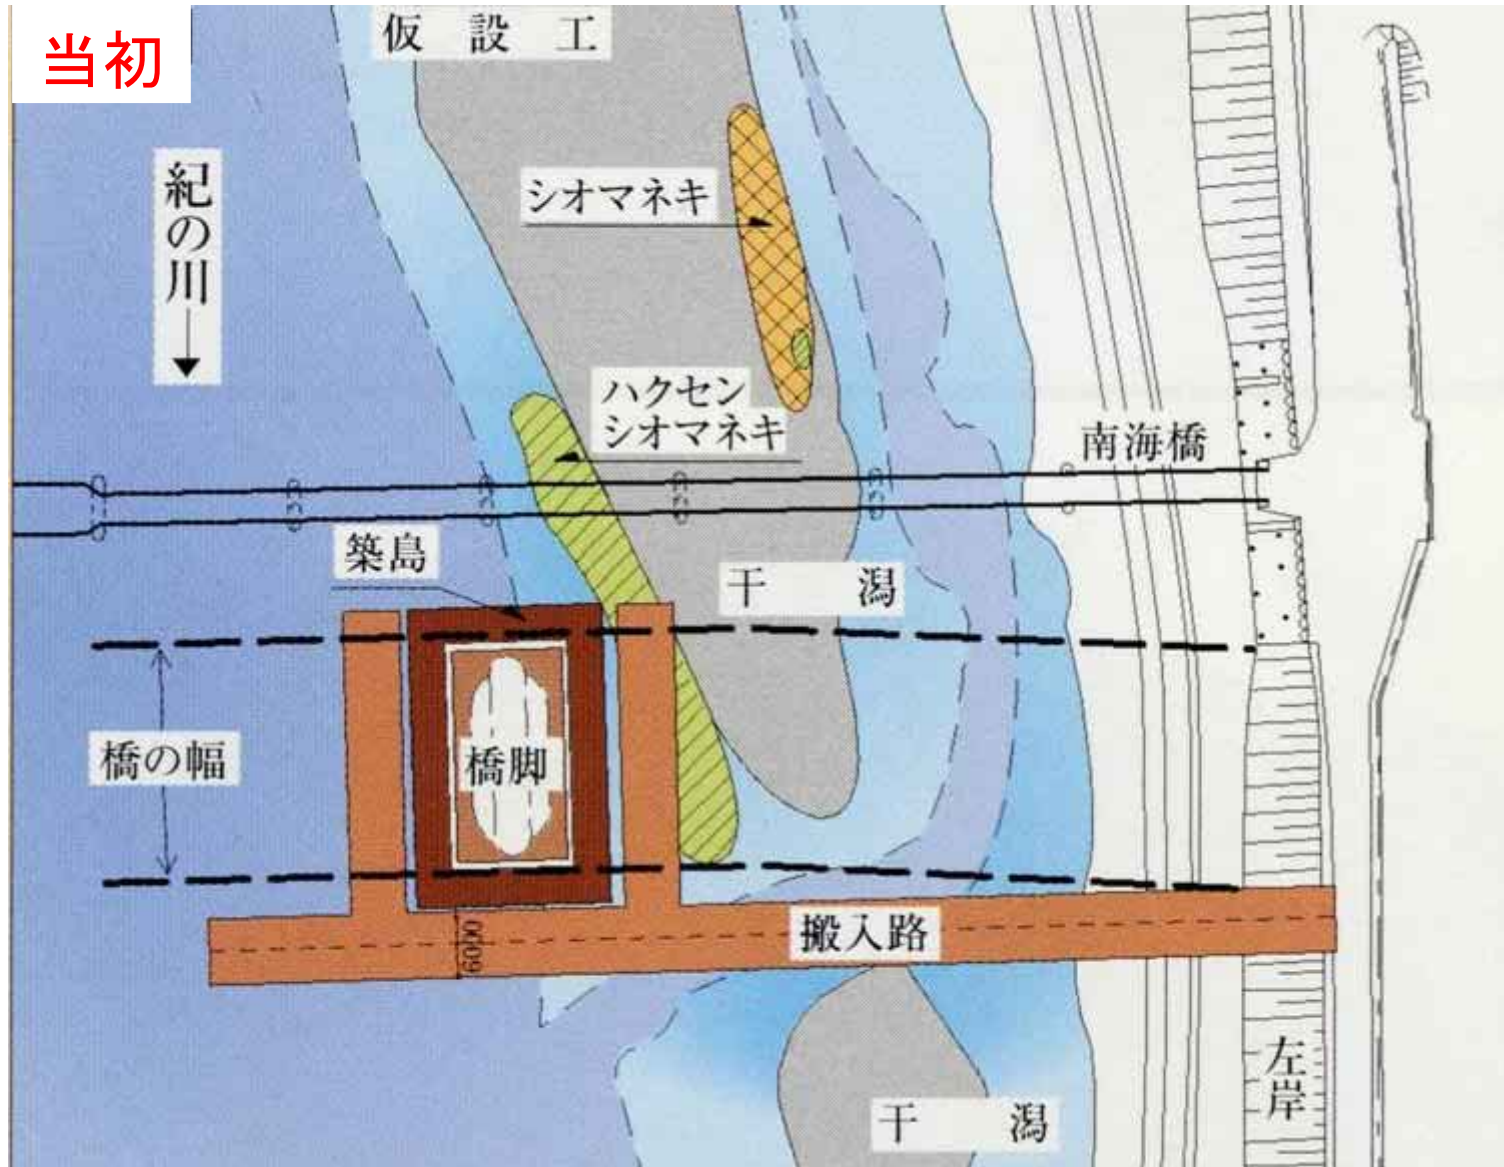 当初
仮設工
紀の川
シオマネキ
ハクセン
シオマネキ
南海橋
築島
干潟
橋の幅
橋脚
6000
搬入路
左岸
干潟